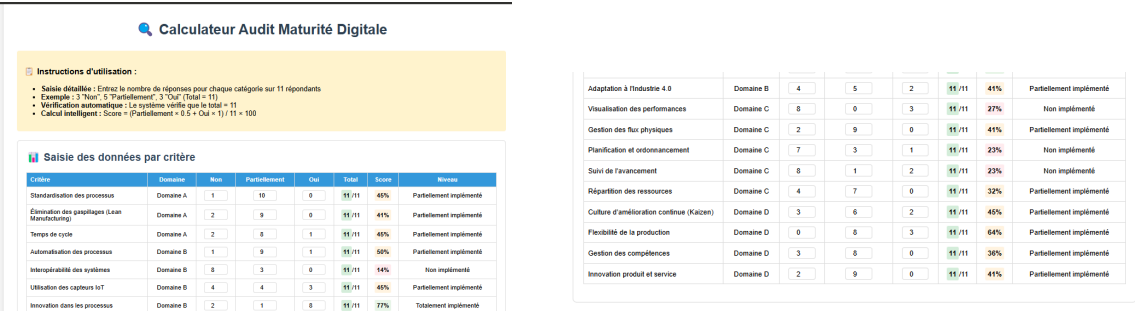 Calculateur Audit Maturité Digitale
Instructions d'utilisation :
Saisie détaillée : Entrez le nombre de réponses pour chaque catégorie sur 11 répondants
Exemple : 3 "Non", 5 "Partiellement", 3 "Oui" (Total = 11)
Vérification automatique : Le système vérifie que le total = 11
Calcul intelligent : Score = (Partiellement × 0.5 + Oui × 1) / 11 × 100
Saisie des données par critère
Critère Domaine Non Partiellement Oui Total Score Niveau
Standardisation des processus Domaine A 1 10 0 11 /11 45% Partiellement implémenté
Élimination des gaspillages (Lean
Manufacturing) Domaine A 2 9 0 11 /11 41% Partiellement implémenté
Temps de cycle Domaine A 2 8 1 11 /11 45% Partiellement implémenté
Automatisation des processus Domaine B 1 9 1 11 /11 50% Partiellement implémenté
Interopérabilité des systèmes Domaine B 8 3 0 11 /11 14% Non implémenté
Utilisation des capteurs IoT Domaine B 4 4 3 11 /11 45% Partiellement implémenté
Innovation dans les processus Domaine B 2 1 8 11 /11 77% Totalement implémenté
Adaptation à l'Industrie 4.0 Domaine B 4 5 2 11 /11 41% Partiellement implémenté
Visualisation des performances Domaine C 8 0 3 11 /11 27% Non implémenté
Gestion des flux physiques Domaine C 2 9 0 11 /11 41% Partiellement implémenté
Planification et ordonnancement Domaine C 7 3 1 11 /11 23% Non implémenté
Suivi de l'avancement Domaine C 8 1 2 11 /11 23% Non implémenté
Répartition des ressources Domaine C 4 7 0 11 /11 32% Partiellement implémenté
Culture d'amélioration continue (Kaizen) Domaine D 3 6 2 11 /11 45% Partiellement implémenté
Flexibilité de la production Domaine D 0 8 3 11 /11 64% Partiellement implémenté
Gestion des compétences Domaine D 3 8 0 11 /11 36% Partiellement implémenté
Innovation produit et service Domaine D 2 9 0 11 /11 41% Partiellement implémenté